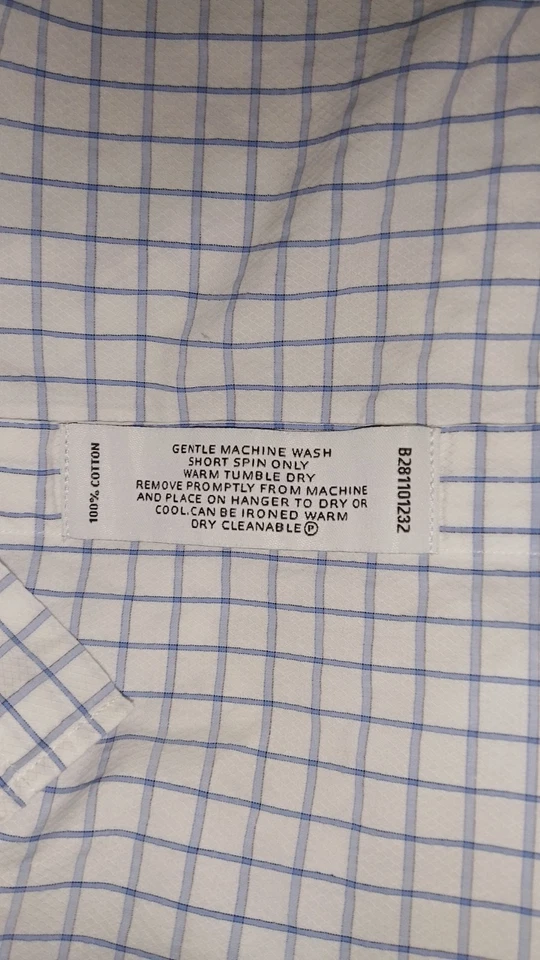 100% COTTON
GENTLE MACHINE WASH
SHORT SPIN ONLY
WARM TUMBLE DRY
REMOVE PROMPTLY FROM MACHINE
AND PLACE ON HANGER TO DRY OR
COOL.CAN BE IRONED WARM
DRY CLEANABLE Ⓟ
B281101232